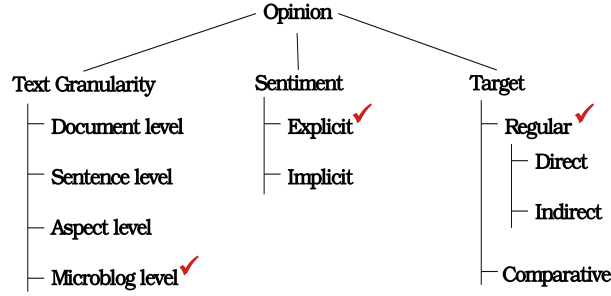 Opinion
Text Granularity
Document level
Sentence level
Aspect level
Microblog level
Sentiment
Explicit
Implicit
Target
Regular
Direct
Indirect
Comparative